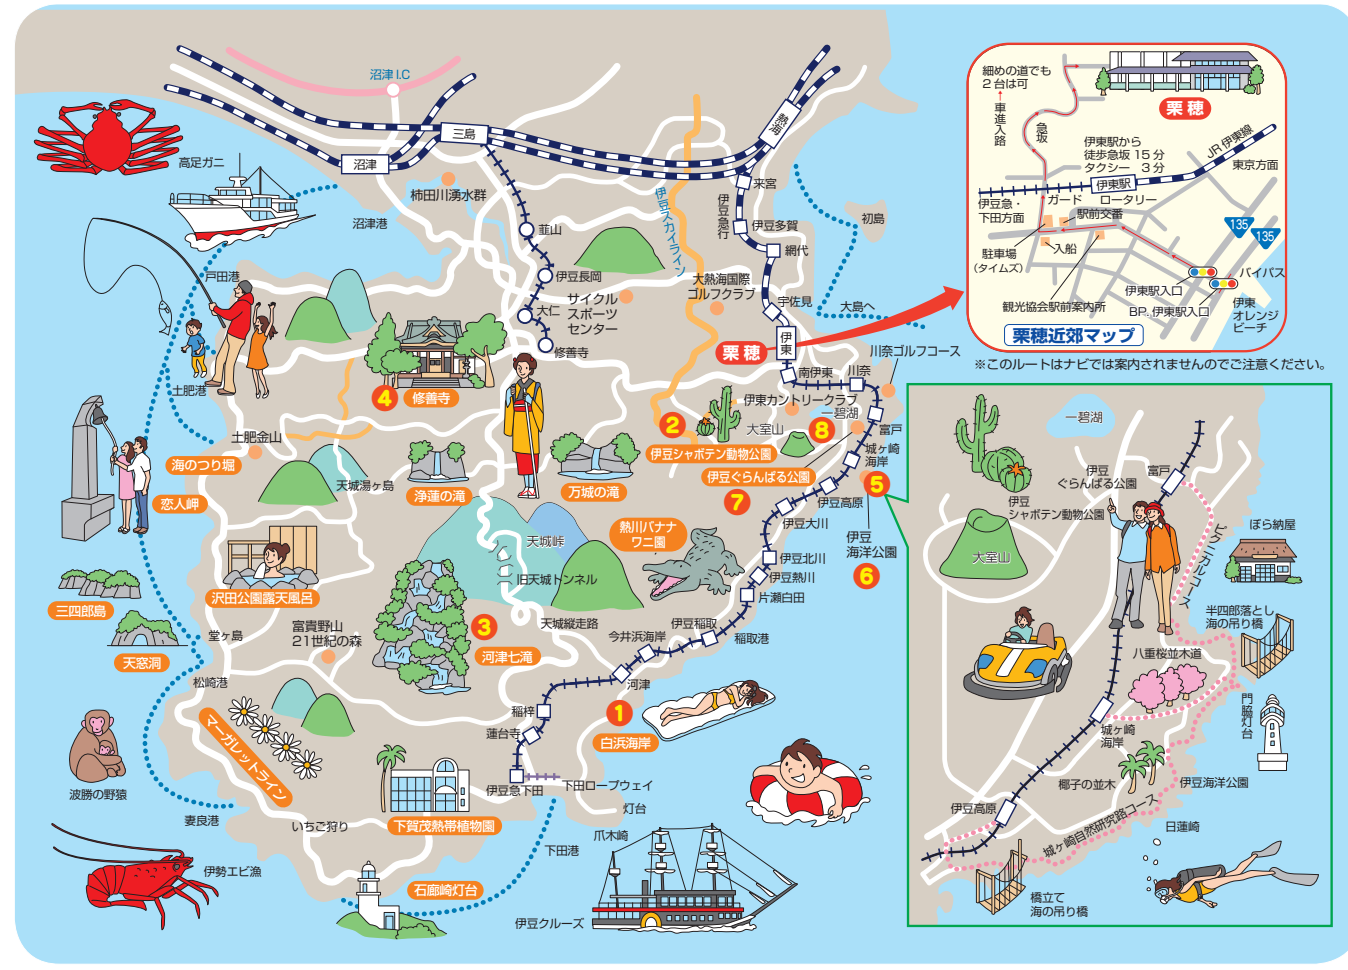 沼津 I.C
三島
沼津
熱海
高足ガニ
柿田川湧水群
沼津港
来宮
伊豆急行
伊豆多賀
網代
初島
韮山
伊豆スカイライン
戸田港
伊豆長岡
サイクル
スポーツ
センター
大熱海国際
ゴルフクラブ
宇佐見
大島へ
大仁
修善寺
伊東
栗穂
川奈ゴルフコース
南伊東
川奈
土肥港
4
修善寺
伊東カントリークラブ
一碧湖
2
大室山
8
富戸
伊豆シャボテン動物公園
城ヶ崎
海岸
土肥金山
海のつり堀
天城湯ヶ島
浄蓮の滝
万城の滝
伊豆ぐらんぱる公園
7
5
伊豆高原
恋人岬
伊豆大川
熱川バナナ
ワニ園
天城峠
伊豆
海洋公園
6
伊豆北川
伊豆熱川
旧天城トンネル
片瀬白田
三四郎島
沢田公園露天風呂
堂ヶ島
富貴野山
21世紀の森
3
天城縦走路
伊豆稲取
稲取港
今井浜海岸
河津七滝
天窓洞
松崎港
河津
マーガレットライン
稲梓
1
白浜海岸
蓮台寺
波勝の野猿
伊豆急下田
下田ロープウェイ
灯台
妻良港
いちご狩り
下賀茂熱帯植物園
爪木崎
下田港
伊勢エビ漁
石廊崎灯台
伊豆クルーズ
細めの道でも
2台は可
車進入路
急坂
栗穂
伊東駅から
徒歩急坂 15分
タクシー 3分
JR伊東線
東京方面
伊東駅
伊豆急・
下田方面
ガード
ロータリー
駅前交番
135
135
駐車場
(タイムズ)
入船
バイパス
伊東駅入口
観光協会駅前案内所
BP. 伊東駅入口
伊東
オレンジ
ビーチ
栗穂近郊マップ
※このルートはナビでは案内されませんのでご注意ください。
一碧湖
伊豆
ぐらんぱる公園
富戸
伊豆
シャボテン動物公園
大室山
ピクニカルコース
ぼら納屋
半四郎落とし
海の吊り橋
八重桜並木道
門脇灯台
城ヶ崎
海岸
椰子の並木
伊豆海洋公園
伊豆高原
城ヶ崎自然研究路コース
日蓮崎
橋立て
海の吊り橋